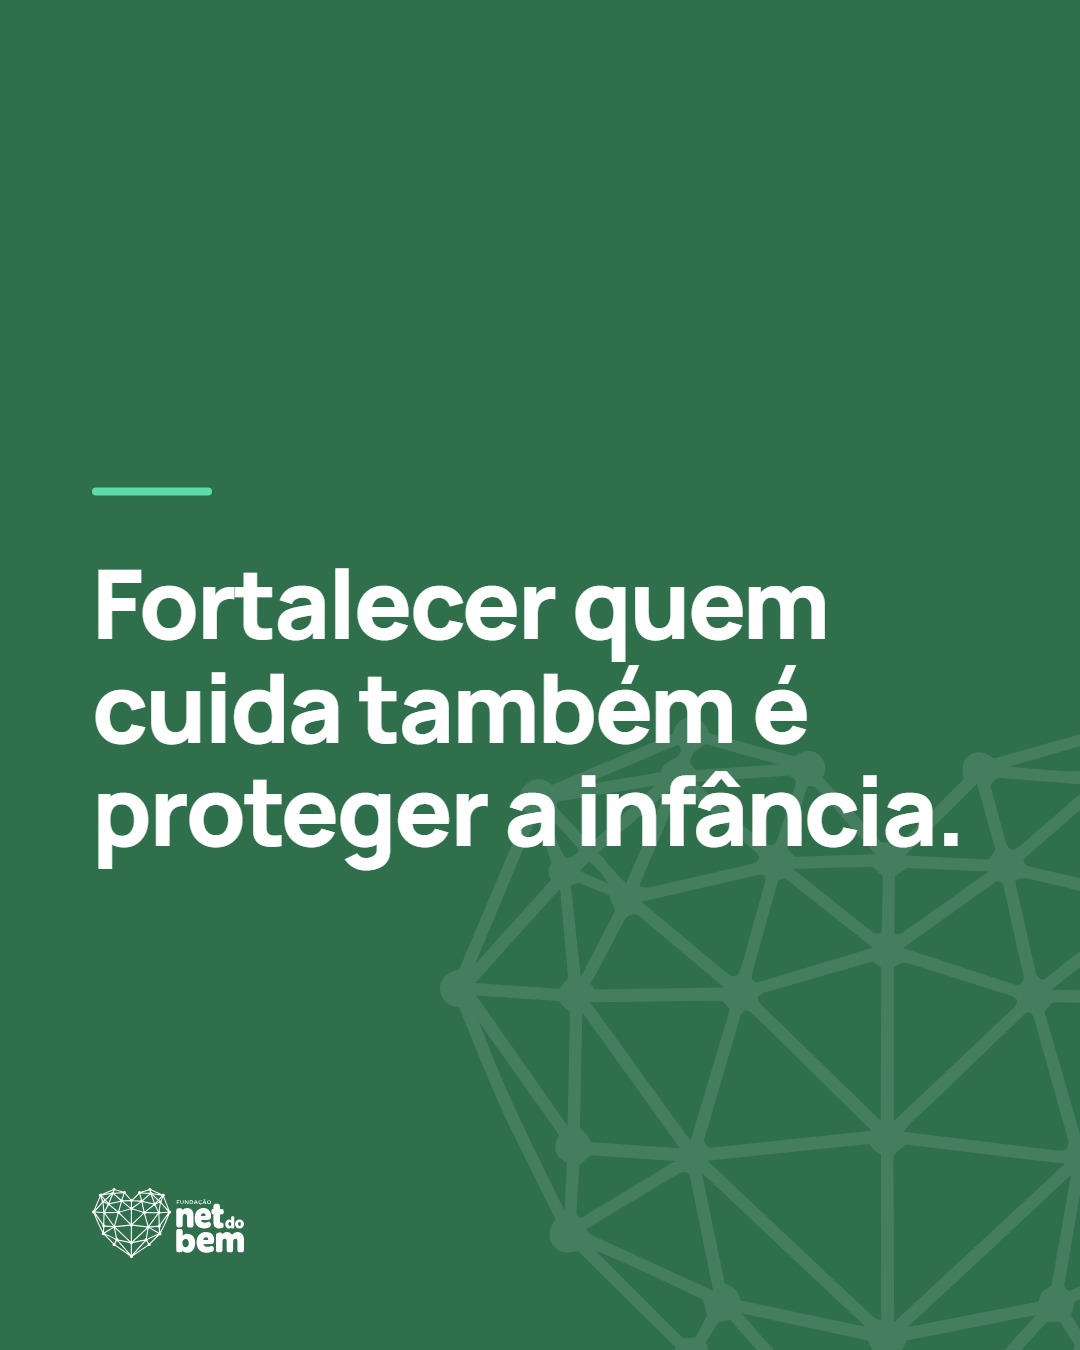 Fortalecer quem
cuida também é
proteger a infância.
FUNDAÇÃO
net do
bem